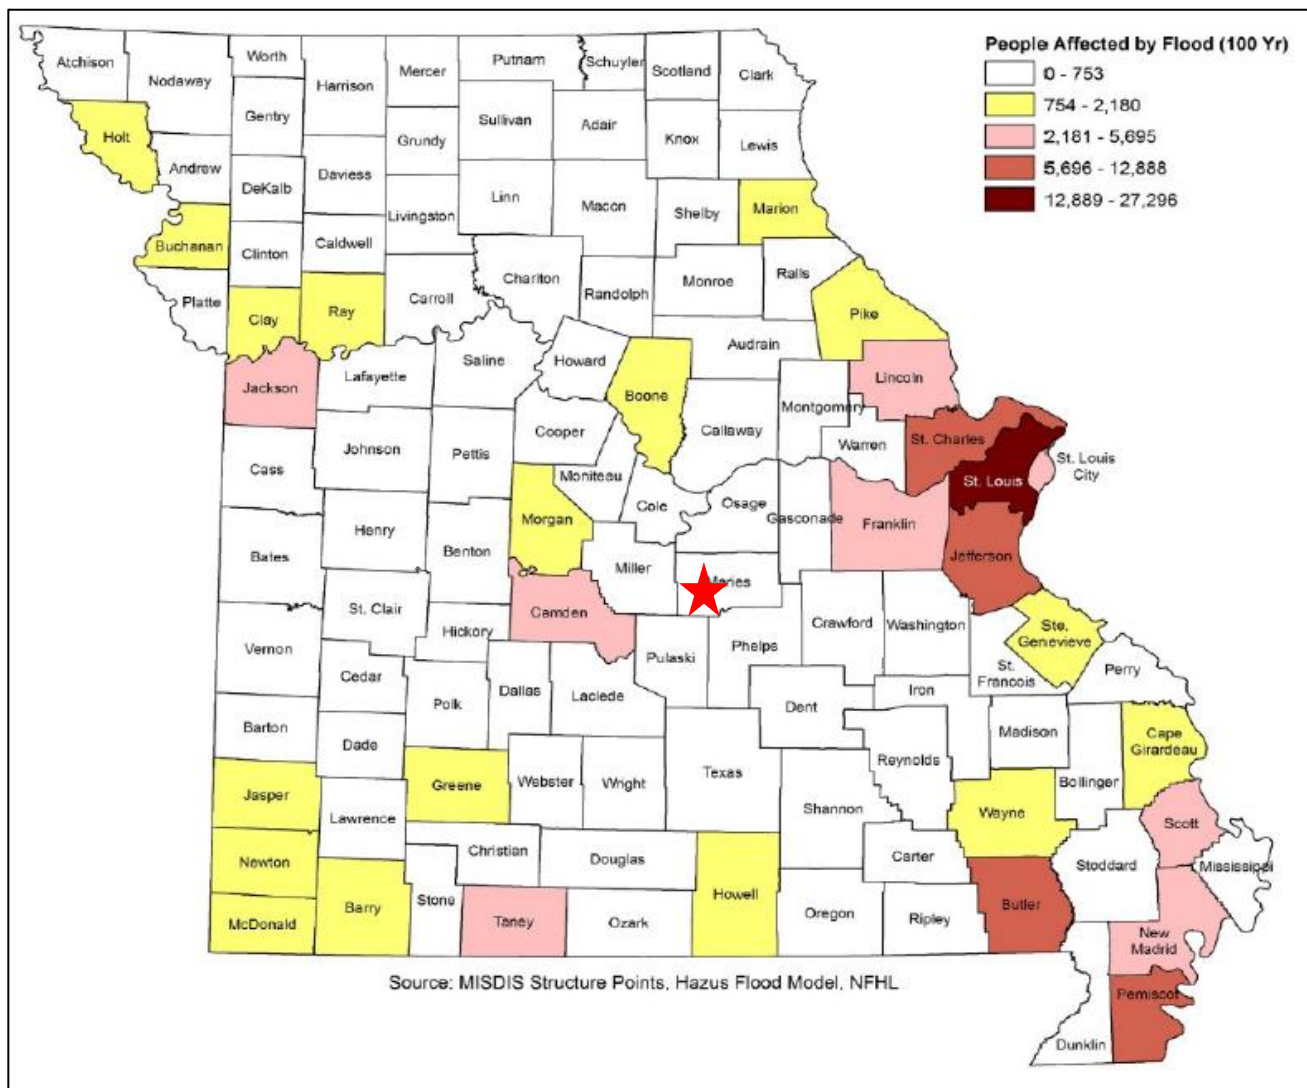 People Affected by Flood (100 Yr)
0 - 753
754 - 2,180
2,181 - 5,695
5,696 - 12,888
12,889 - 27,296
Atchison
Nodaway
Worth
Harrison
Mercer
Putnam
Schuyler
Scotland
Clark
Holt
Gentry
Grundy
Sullivan
Adair
Knox
Lewis
Andrew
DeKalb
Daviess
Livingston
Linn
Macon
Shelby
Marion
Buchanan
Clinton
Caldwell
Chariton
Monroe
Ralls
Platte
Clay
Ray
Carroll
Randolph
Pike
Audrain
Jackson
Lafayette
Saline
Howard
Boone
Lincoln
Montgomery
Callaway
Cooper
Warren
St. Charles
St. Louis
City
St. Louis
Cass
Johnson
Pettis
Moniteau
Cole
Osage
Gasconade
Franklin
Morgan
Henry
Bates
Benton
Miller
Maries
Jefferson
St. Clair
Camden
Hickory
Pulaski
Phelps
Crawford
Washington
Ste.
Genevieve
St.
Francois
Perry
Vernon
Cedar
Polk
Dallas
Laclede
Dent
Iron
Madison
Cape
Girardeau
Barton
Dade
Texas
Reynolds
Bollinger
Jasper
Greene
Webster
Wright
Shannon
Wayne
Scott
Lawrence
Christian
Douglas
Carter
Stoddard
Mississippi
Newton
McDonald
Barry
Stone
Taney
Ozark
Howell
Oregon
Ripley
Butler
New
Madrid
Pemiscot
Dunklin
Source: MISDIS Structure Points, Hazus Flood Model, NFHL